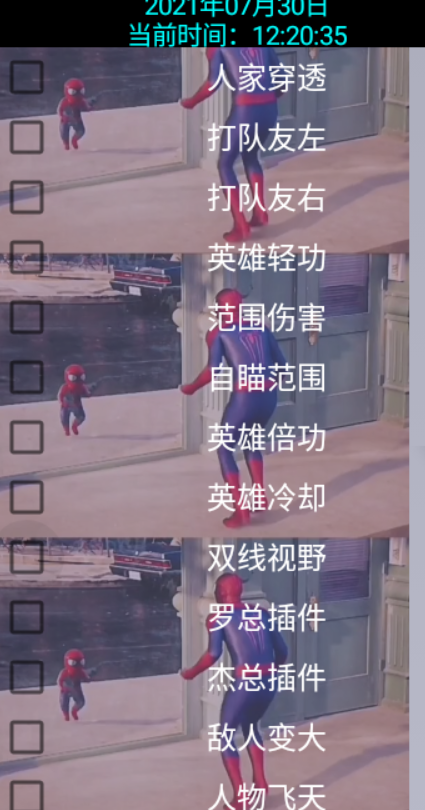 2021年07月30日
当前时间：12:20:35
人家穿透
打队友左
打队友右
英雄轻功
范围伤害
自瞄范围
英雄倍功
英雄冷却
双线视野
罗总插件
杰总插件
敌人变大
人物飞天